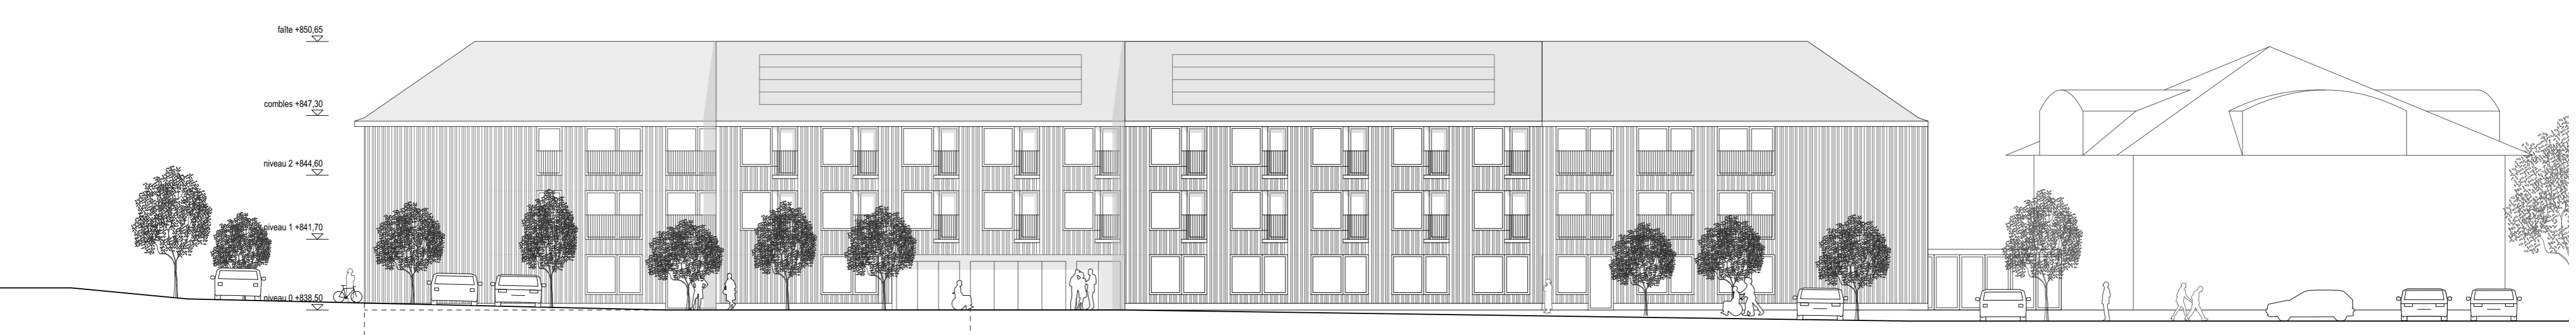 faîte +850,65
combles +847,30
niveau 2 +844,60
niveau 1 +841,70
niveau 0 +838,50